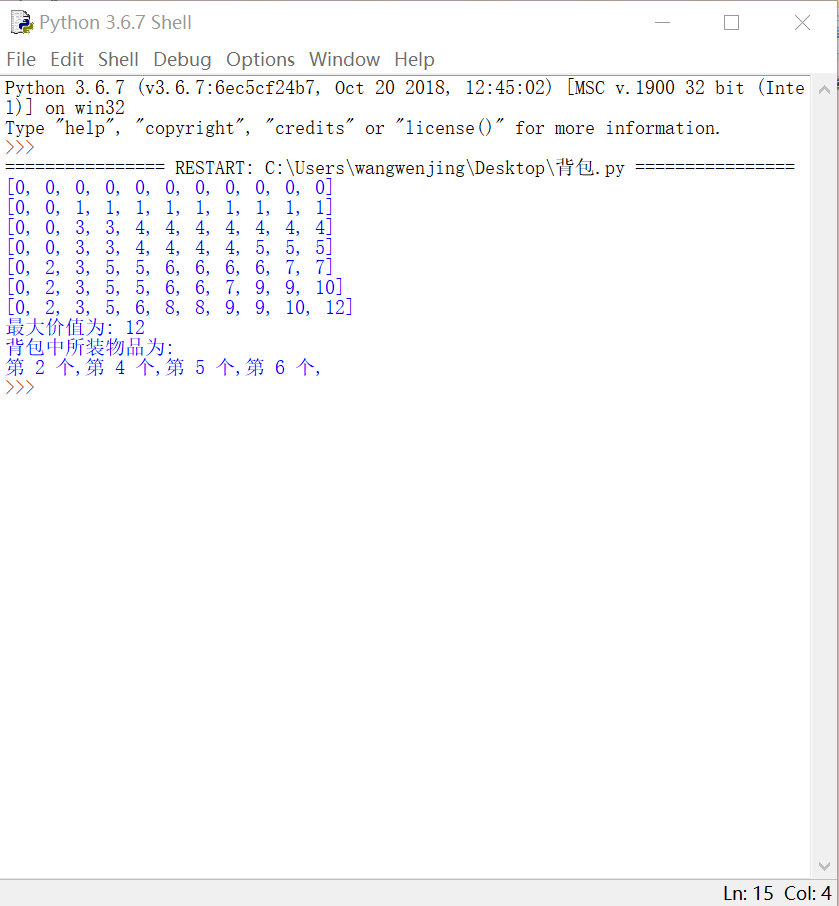 Python 3.6.7 Shell
File Edit Shell Debug Options Window Help
Python 3.6.7 (v3.6.7:6ec5cf24b7, Oct 20 2018, 12:45:02) [MSC v.1900 32 bit (Inte
l)] on win32
Type "help", "copyright", "credits" or "license()" for more information.
>>>
================ RESTART: C:\Users\wangwenjing\Desktop\背包.py ================
[0, 0, 0, 0, 0, 0, 0, 0, 0, 0, 0]
[0, 0, 1, 1, 1, 1, 1, 1, 1, 1, 1]
[0, 0, 3, 3, 4, 4, 4, 4, 4, 4, 4]
[0, 0, 3, 3, 4, 4, 4, 4, 5, 5, 5]
[0, 2, 3, 5, 5, 6, 6, 6, 6, 7, 7]
[0, 2, 3, 5, 5, 6, 6, 7, 9, 9, 10]
[0, 2, 3, 5, 6, 8, 8, 9, 9, 10, 12]
最大价值为: 12
背包中所装物品为:
第 2 个,第 4 个,第 5 个,第 6 个,
>>>
Ln: 15 Col: 4